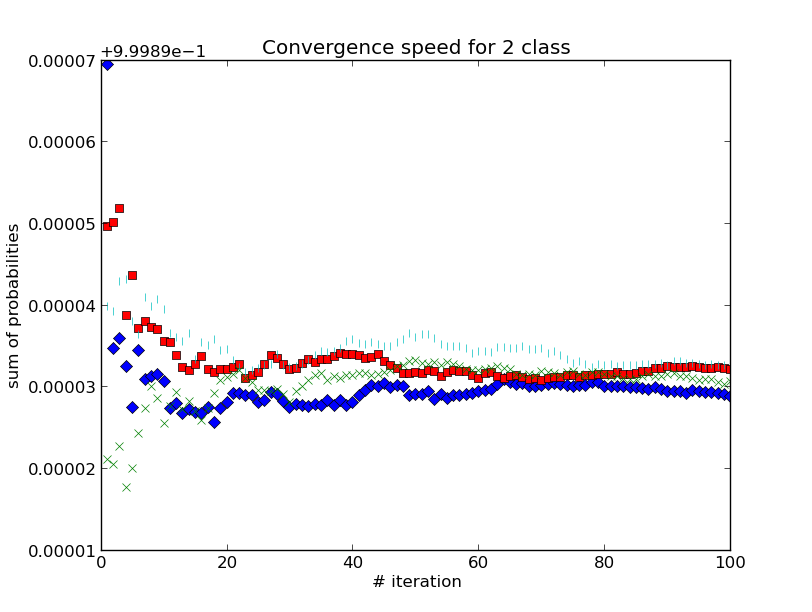 Convergence speed for 2 class
+9.9989e−1
0.00007
0.00006
0.00005
0.00004
0.00003
0.00002
0.00001
sum of probabilities
0 20 40 60 80 100
# iteration